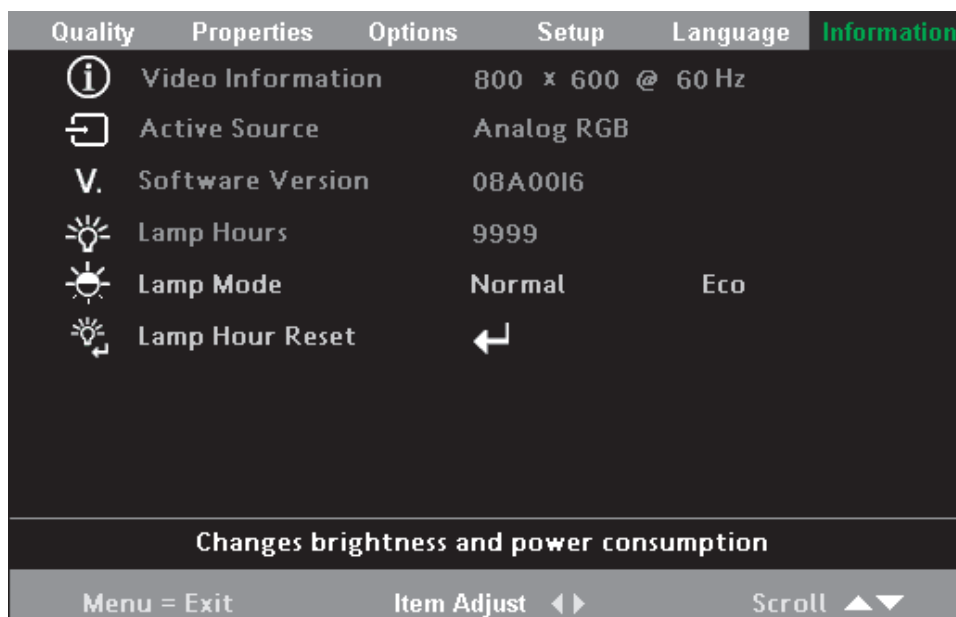 Quality Properties Options Setup Language Information
Video Information 800 x 600 @ 60 Hz
Active Source Analog RGB
V. Software Version 08A0016
Lamp Hours 9999
Lamp Mode Normal Eco
Lamp Hour Reset
Changes brightness and power consumption
Menu = Exit Item Adjust Scroll